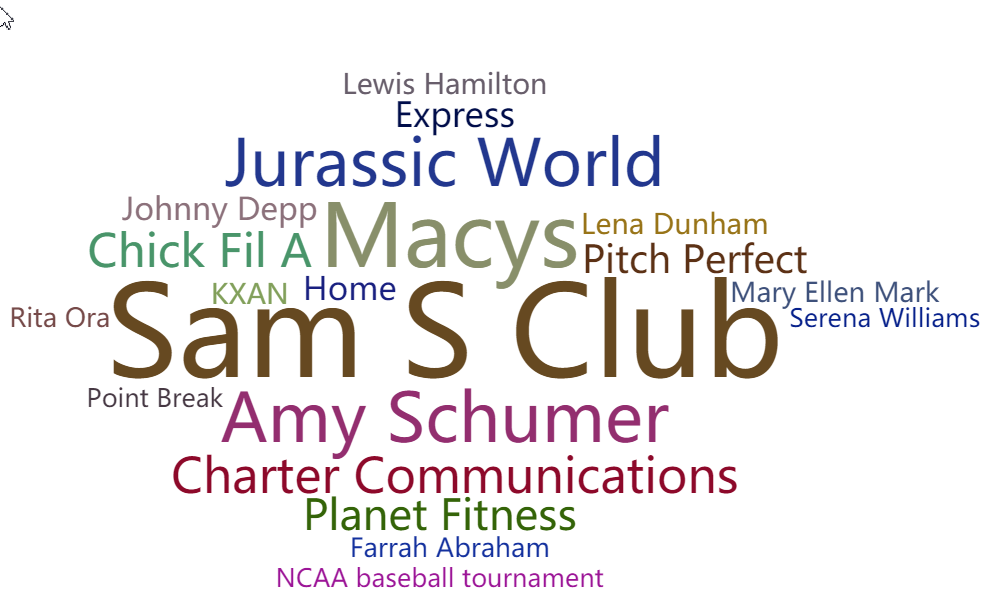 Lewis Hamilton
Express
Jurassic World
Johnny Depp
Macys
Lena Dunham
Chick Fil A
Pitch Perfect
KXAN
Home
Mary Ellen Mark
Rita Ora
Sam S Club
Serena Williams
Point Break
Amy Schumer
Charter Communications
Planet Fitness
Farrah Abraham
NCAA baseball tournament